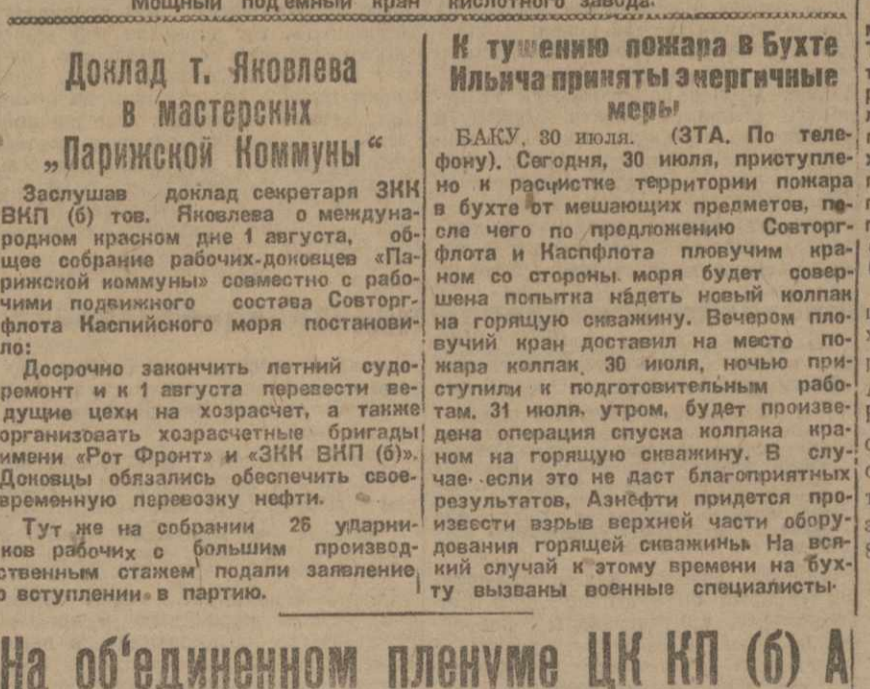 Мощный подъемный кран кислотного завода.
Доклад т. Яковлева
в мастерских
„Парижской Коммуны“
Заслушав доклад секретаря ЗКК
ВКП (б) тов. Яковлева о междуна-
родном красном дне 1 августа, об-
щее собрание рабочих-доковцев «Па-
рижской коммуны» совместно с рабо-
чими подвижного состава Совторг-
флота Каспийского моря постанови-
ло:
Досрочно закончить летний судо-
ремонт и к 1 августа перевести ве-
дущие цехи на хозрасчет, а также
организовать хозрасчетные бригады
имени «Рот Фронт» и «ЗКК ВКП (б)».
Доковцы обязались обеспечить свое-
временную перевозку нефти.
Тут же на собрании 26 ударни-
ков рабочих с большим производ-
ственным стажем подали заявление
о вступлении в партию.
К тушению пожара в Бухте
Ильича приняты энергичные
меры
БАКУ, 30 июля. (ЗТА. По теле-
фону). Сегодня, 30 июля, приступле-
но к расчистке территории пожара
в бухте от мешающих предметов, по-
сле чего по предложению Совторг-
флота и Каспфлота пловучим кра-
ном со стороны моря будет совер-
шена попытка надеть новый колпак
на горящую скважину. Вечером пло-
вучий кран доставил на место по-
жара колпак. 30 июля, ночью при-
ступили к подготовительным рабо-
там. 31 июля, утром, будет произве-
дена операция спуска колпака кра-
ном на горящую скважину. В слу-
чае если это не даст благоприятных
результатов, Азнефти придется про-
извести взрыв верхней части обору-
дования горящей скважины. На вся-
кий случай к этому времени на бух-
ту вызваны военные специалисты.
На об‘единенном пленуме ЦК КП (б) А